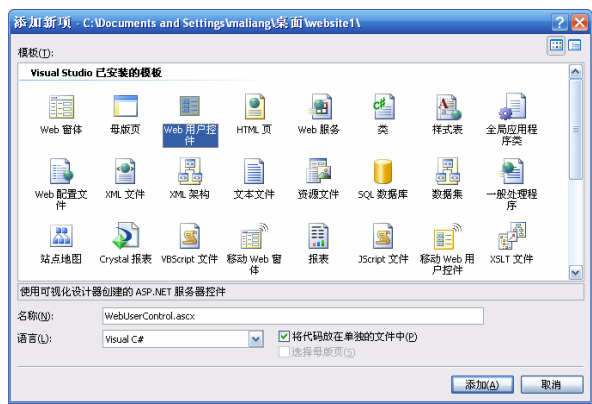 添加新项 - C:\Documents and Settings\maliang\桌面\website1\
模板(T):
Visual Studio 已安装的模板
Web 窗体
母版页
Web 用户控
件
HTML 页
Web 服务
类
样式表
全局应用程
序类
Web 配置文
件
XML 文件
XML 架构
文本文件
资源文件
SQL 数据库
数据集
一般处理程
序
站点地图
Crystal 报表
VBScript 文件
移动 Web 窗
体
报表
JScript 文件
移动 Web 用
户控件
XSLT 文件
使用可视化设计器创建的 ASP.NET 服务器控件
名称(N):
WebUserControl.ascx
语言(L):
Visual C#
将代码放在单独的文件中(P)
选择母版页(S)
添加(A)
取消